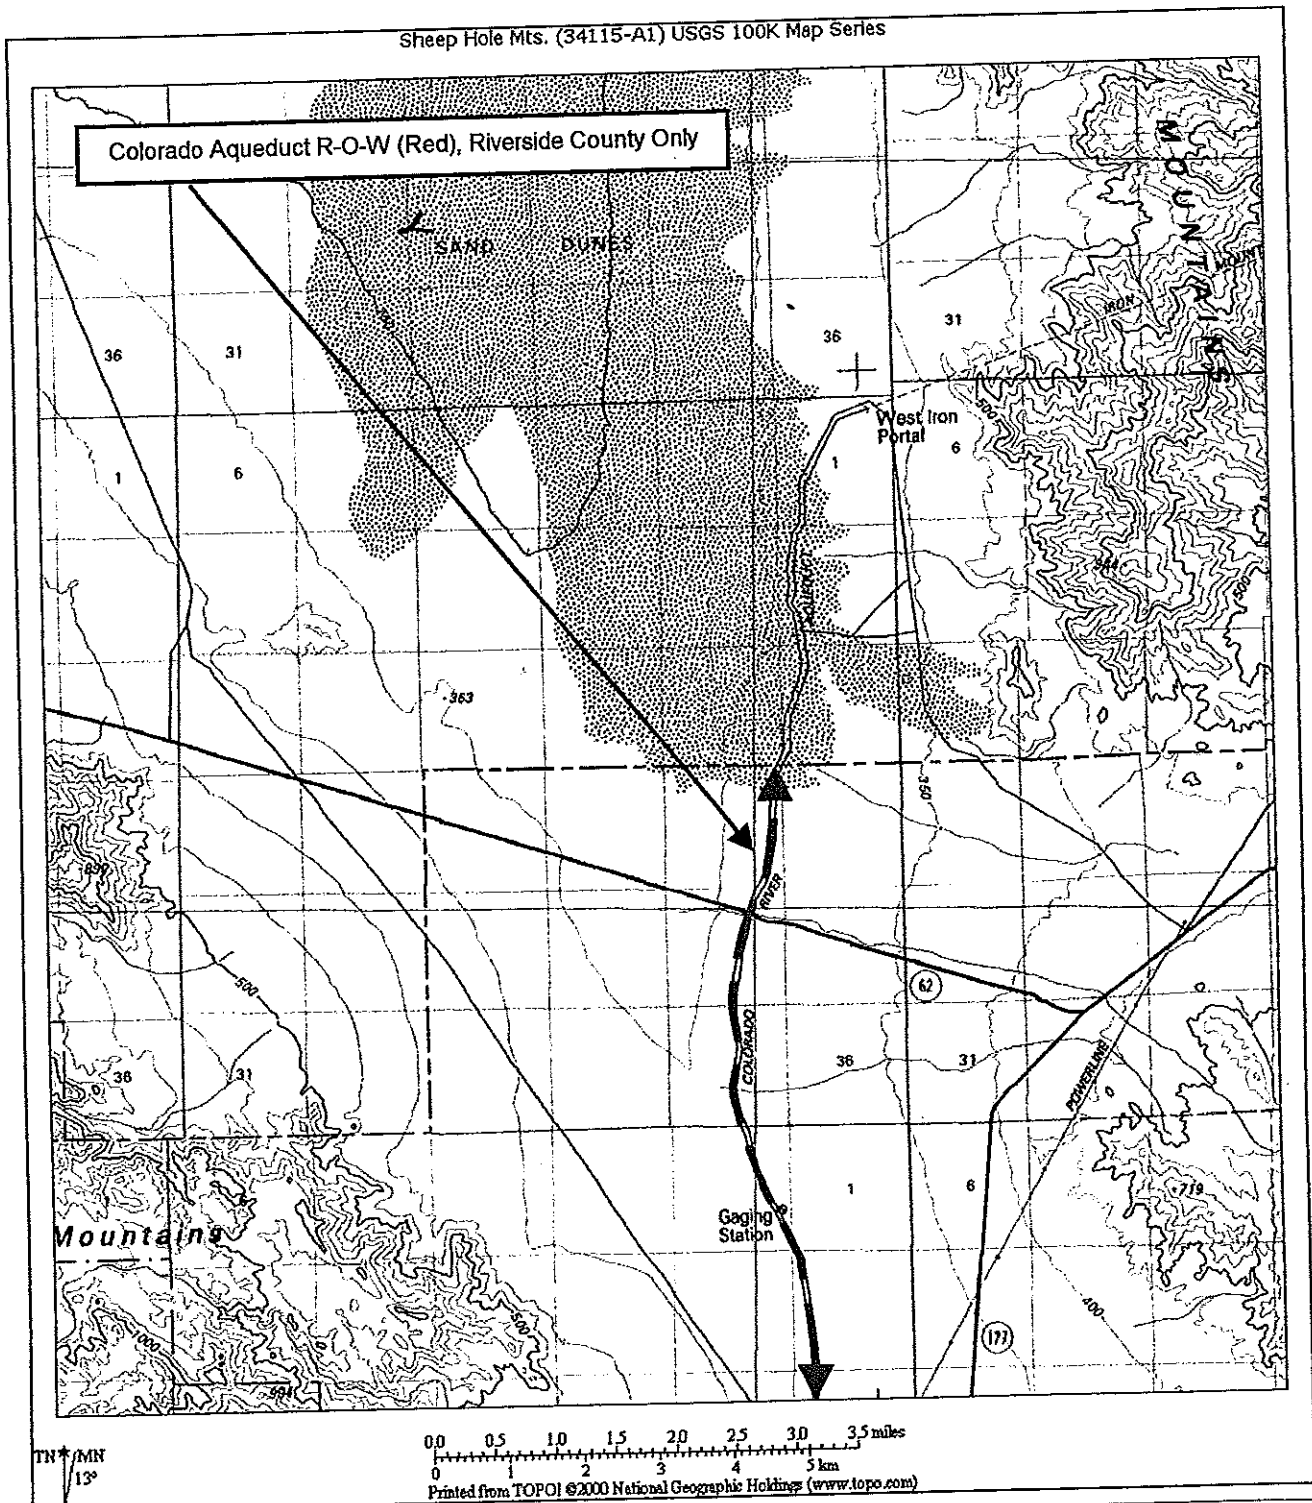 Sheep Hole Mts. (34115-A1) USGS 100K Map Series
Colorado Aqueduct R-O-W (Red), Riverside County Only
MOUNTAINS
SAND DUNES
IRON
36
31
36
31
West Iron
Portal
500
1
6
1
6
AQUEDUCT
944
500
363
350
RIVER
500
62
COLORADO
36
31
36
31
POWERLINE
1
6
719
Gaging
Station
Mountains
400
500
1000
177
TN MN
13°
0.0 0.5 1.0 1.5 2.0 2.5 3.0 3.5 miles
0 1 2 3 4 5 km
Printed from TOPO! ©2000 National Geographic Holdings (www.topo.com)